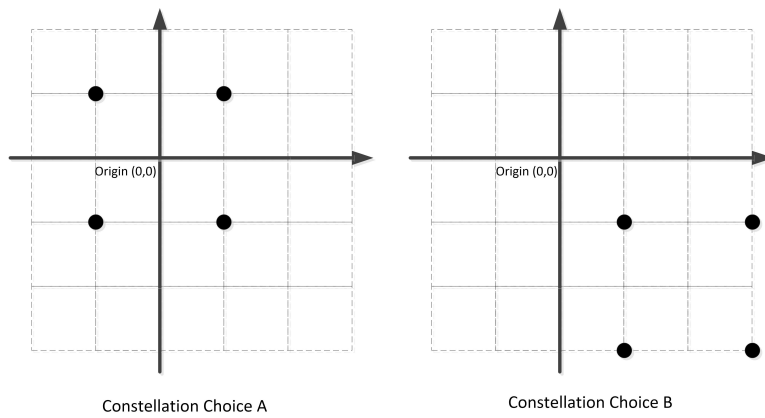 Origin (0,0)
Origin (0,0)
Constellation Choice A
Constellation Choice B